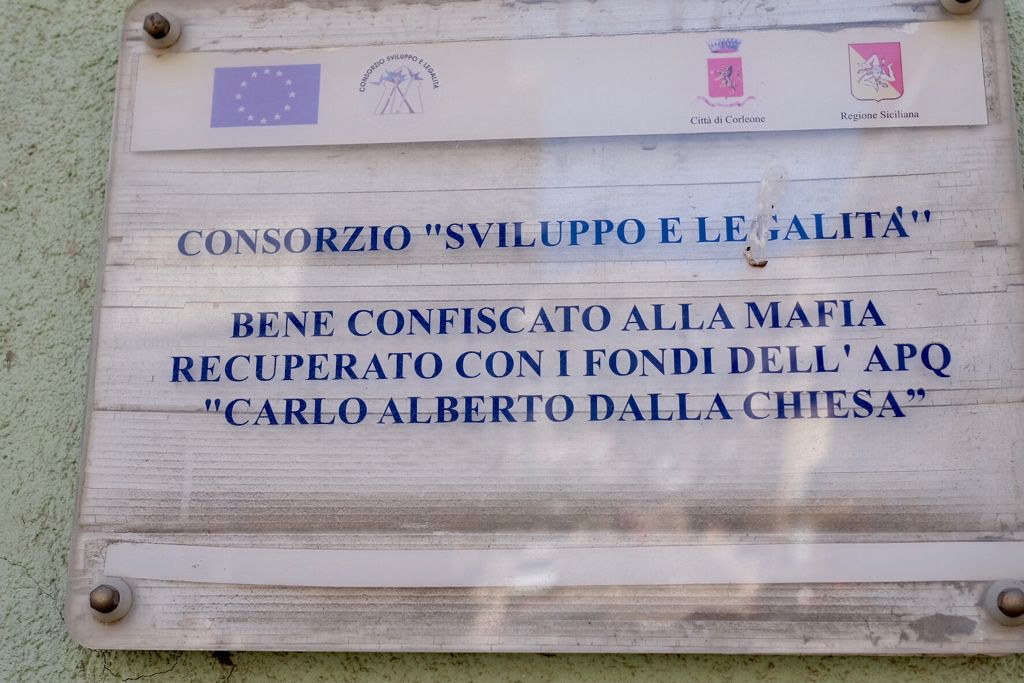 CONSORZIO SVILUPPO E LEGALITA
Città di Corleone
Regione Siciliana
CONSORZIO "SVILUPPO E LEGALITÁ"
BENE CONFISCATO ALLA MAFIA
RECUPERATO CON I FONDI DELL' APQ
"CARLO ALBERTO DALLA CHIESA”